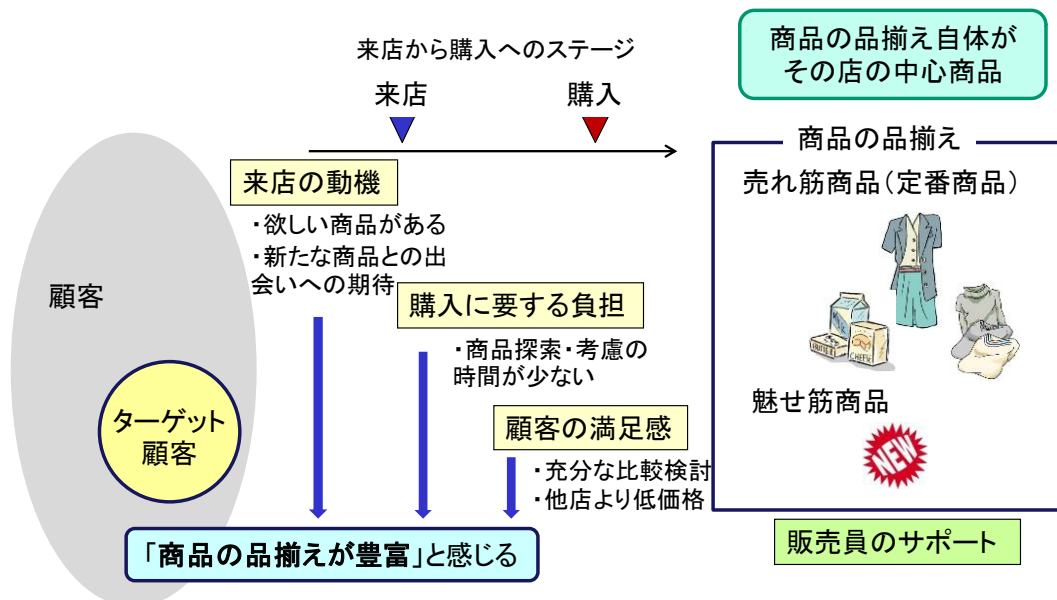 来店から購入へのステージ
来店
購入
商品の品揃え自体が
その店の中心商品
顧客
ターゲット
顧客
来店の動機
・欲しい商品がある
・新たな商品との出
会いへの期待
購入に要する負担
・商品探索・考慮の
時間が少ない
顧客の満足感
・充分な比較検討
・他店より低価格
「商品の品揃えが豊富」と感じる
商品の品揃え
売れ筋商品（定番商品）
MILK
BUTTER
CHEESE
魅せ筋商品
NEW
販売員のサポート